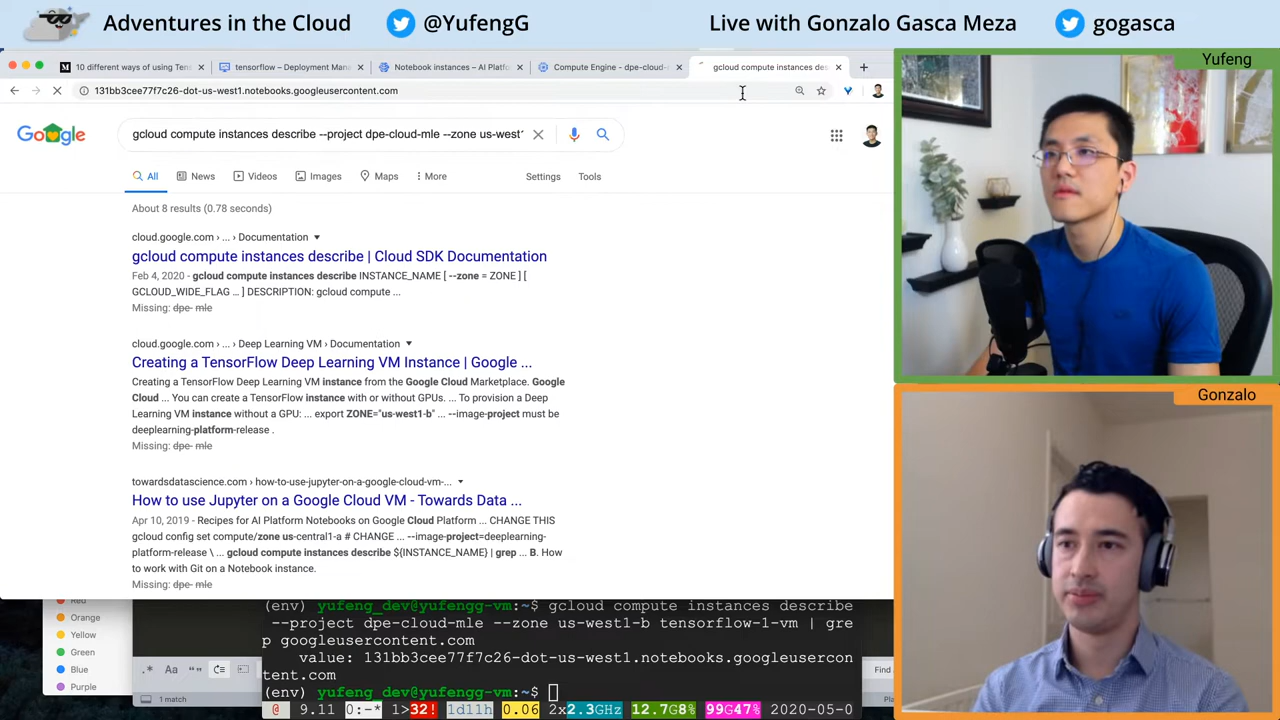 Adventures in the Cloud
@YufengG
Live with Gonzalo Gasca Meza
gogasca
10 different ways of using Tens
tensorflow – Deployment Man
Notebook instances – AI Platfo
Compute Engine - dpe-cloud-
gcloud compute instances des
131bb3cee77f7c26-dot-us-west1.notebooks.googleusercontent.com
Google
gcloud compute instances describe --project dpe-cloud-mle --zone us-west1
All
News
Videos
Images
Maps
More
Settings
Tools
About 8 results (0.78 seconds)
cloud.google.com › ... › Documentation
gcloud compute instances describe | Cloud SDK Documentation
Feb 4, 2020 - gcloud compute instances describe INSTANCE_NAME [ --zone = ZONE ] [
GCLOUD_WIDE_FLAG … ] DESCRIPTION: gcloud compute ...
Missing: dpe- mle
cloud.google.com › ... › Deep Learning VM › Documentation
Creating a TensorFlow Deep Learning VM Instance | Google ...
Creating a TensorFlow Deep Learning VM instance from the Google Cloud Marketplace. Google
Cloud ... You can create a TensorFlow instance with or without GPUs. ... To provision a Deep
Learning VM instance without a GPU: ... export ZONE="us-west1-b" ... --image-project must be
deeplearning-platform-release .
Missing: dpe- mle
towardsdatascience.com › how-to-use-jupyter-on-a-google-cloud-vm-...
How to use Jupyter on a Google Cloud VM - Towards Data ...
Apr 10, 2019 - Recipes for AI Platform Notebooks on Google Cloud Platform ... CHANGE THIS
gcloud config set compute/zone us-central1-a # CHANGE ... --image-project=deeplearning-
platform-release \ ... gcloud compute instances describe ${INSTANCE_NAME} | grep ... B. How
to work with Git on a Notebook instance.
Missing: dpe- mle
Red
Orange
Yellow
Green
Blue
Purple
.*
Aa
“”
1 match
Find
(env) yufeng_dev@yufengg-vm:~$ gcloud compute instances describe
--project dpe-cloud-mle --zone us-west1-b tensorflow-1-vm | gre
p googleusercontent.com
value: 131bb3cee77f7c26-dot-us-west1.notebooks.googleusercon
tent.com
(env) yufeng_dev@yufengg-vm:~$
@ 9.11 0:-* 1>32! 1d11h 0.06 2x2.3GHz 12.7G8% 99G47% 2020-05-0
Yufeng
Gonzalo